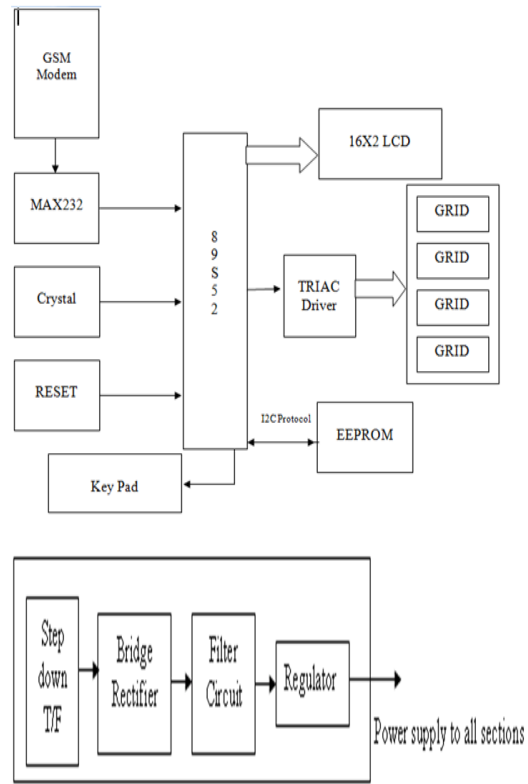 GSM
Modem
MAX232
Crystal
RESET
8
9
S
5
2
16X2 LCD
TRIAC
Driver
GRID
GRID
GRID
GRID
I2C Protocol
EEPROM
Key Pad
Step
down
T/F
Bridge
Rectifier
Filter
Circuit
Regulator
Power supply to all sections